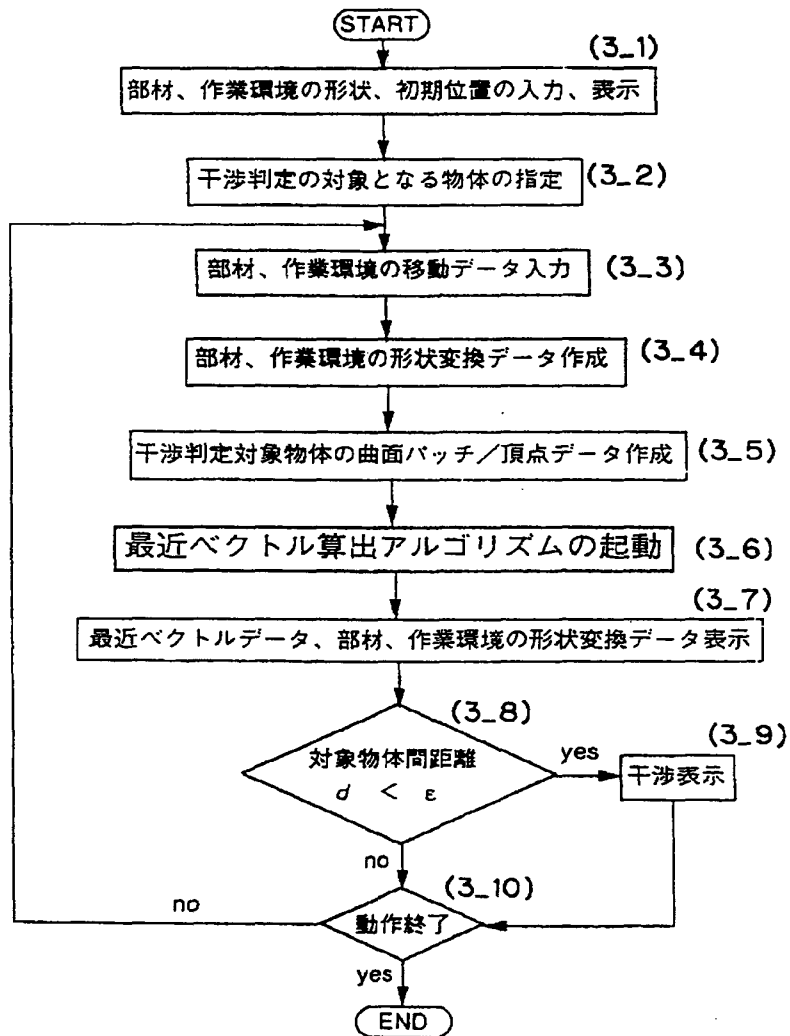 START
(3_1)
部材、作業環境の形状、初期位置の入力、表示
干渉判定の対象となる物体の指定 (3_2)
部材、作業環境の移動データ入力 (3_3)
部材、作業環境の形状変換データ作成 (3_4)
干渉判定対象物体の曲面パッチ／頂点データ作成 (3_5)
最近ベクトル算出アルゴリズムの起動 (3_6)
(3_7)
最近ベクトルデータ、部材、作業環境の形状変換データ表示
(3_8)
対象物体間距離
d < ε
yes
(3_9)
干渉表示
no
(3_10)
動作終了
no
yes
END